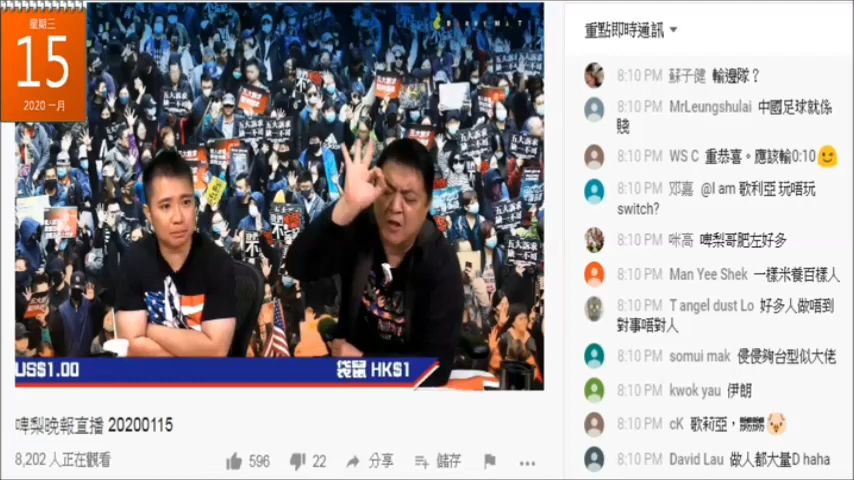 星期三
15
2020 一月
五大訴求
缺一不可
US$1.00
袋鼠 HK$1
啤梨晚報直播 20200115
8,202 人正在觀看
596
22
分享
儲存
重點即時通訊
8:10 PM 蘇子健 輸邊隊？
8:10 PM MrLeungshulai 中國足球就係
賤
8:10 PM WS C 重恭喜。應該輸0:10
8:10 PM 邓嘉 @I am 歌利亞 玩唔玩
switch?
8:10 PM 咪高 啤梨哥肥左好多
8:10 PM Man Yee Shek 一樣米養百樣人
8:10 PM T angel dust Lo 好多人做唔到
對事唔對人
8:10 PM somui mak 侵侵夠台型似大佬
8:10 PM kwok yau 伊朗
8:10 PM cK 歌莉亞，嬲嬲
8:10 PM David Lau 做人都大量D haha